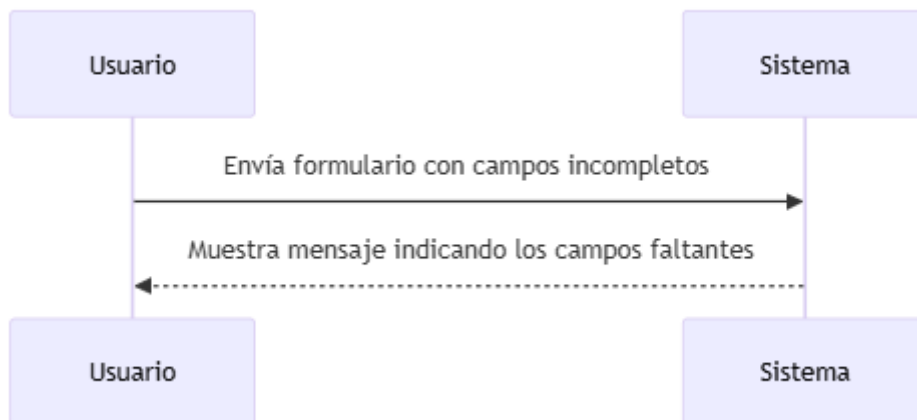 Usuario
Sistema
Envía formulario con campos incompletos
Muestra mensaje indicando los campos faltantes
Usuario
Sistema